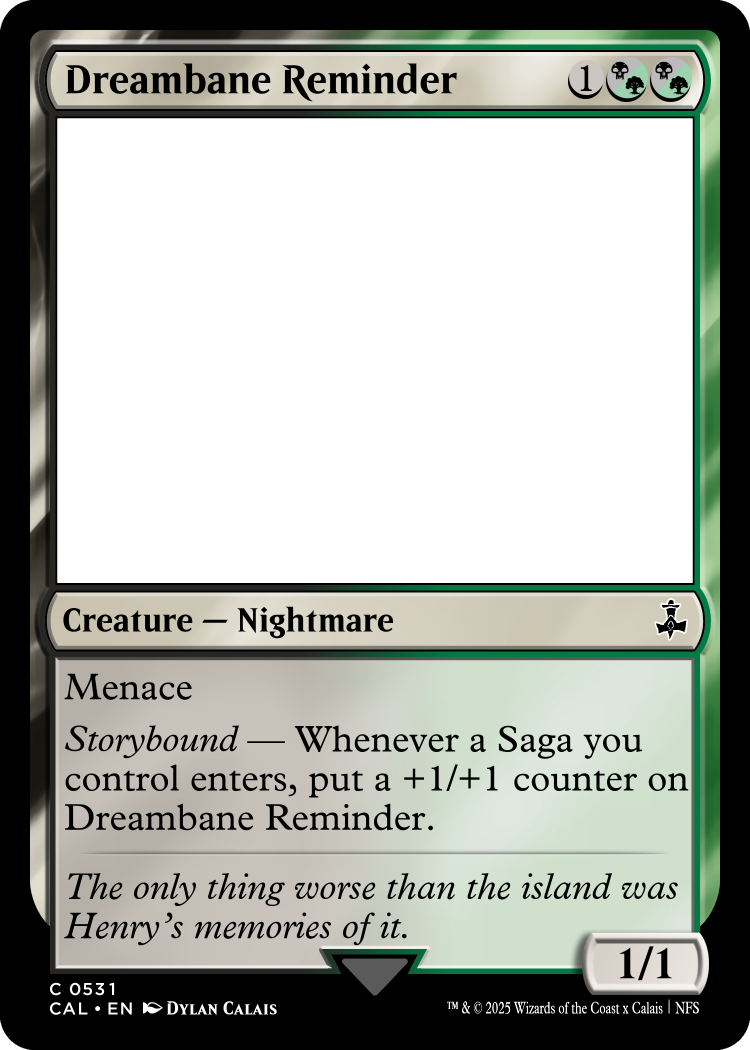 Dreambane Reminder 1
Creature — Nightmare
Menace
Storybound — Whenever a Saga you
control enters, put a +1/+1 counter on
Dreambane Reminder.
The only thing worse than the island was
Henry's memories of it.
1/1
C 0531
CAL • EN Dylan Calais
™ & © 2025 Wizards of the Coast x Calais | NFS